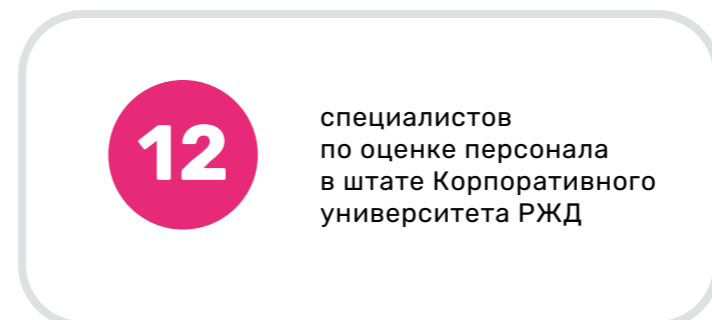 12
специалистов
по оценке персонала
в штате Корпоративного
университета РЖД